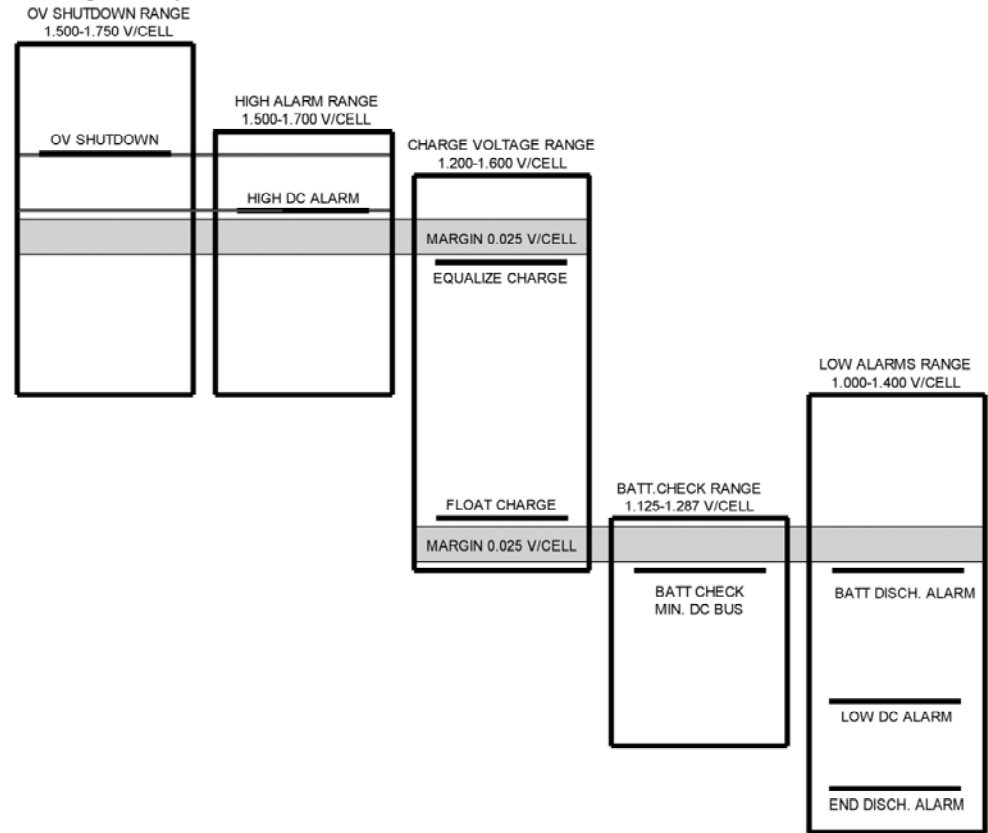 OV SHUTDOWN RANGE
1.500-1.750 V/CELL
OV SHUTDOWN
HIGH ALARM RANGE
1.500-1.700 V/CELL
HIGH DC ALARM
CHARGE VOLTAGE RANGE
1.200-1.600 V/CELL
MARGIN 0.025 V/CELL
EQUALIZE CHARGE
FLOAT CHARGE
MARGIN 0.025 V/CELL
BATT.CHECK RANGE
1.125-1.287 V/CELL
BATT CHECK
MIN. DC BUS
LOW ALARMS RANGE
1.000-1.400 V/CELL
BATT DISCH. ALARM
LOW DC ALARM
END DISCH. ALARM